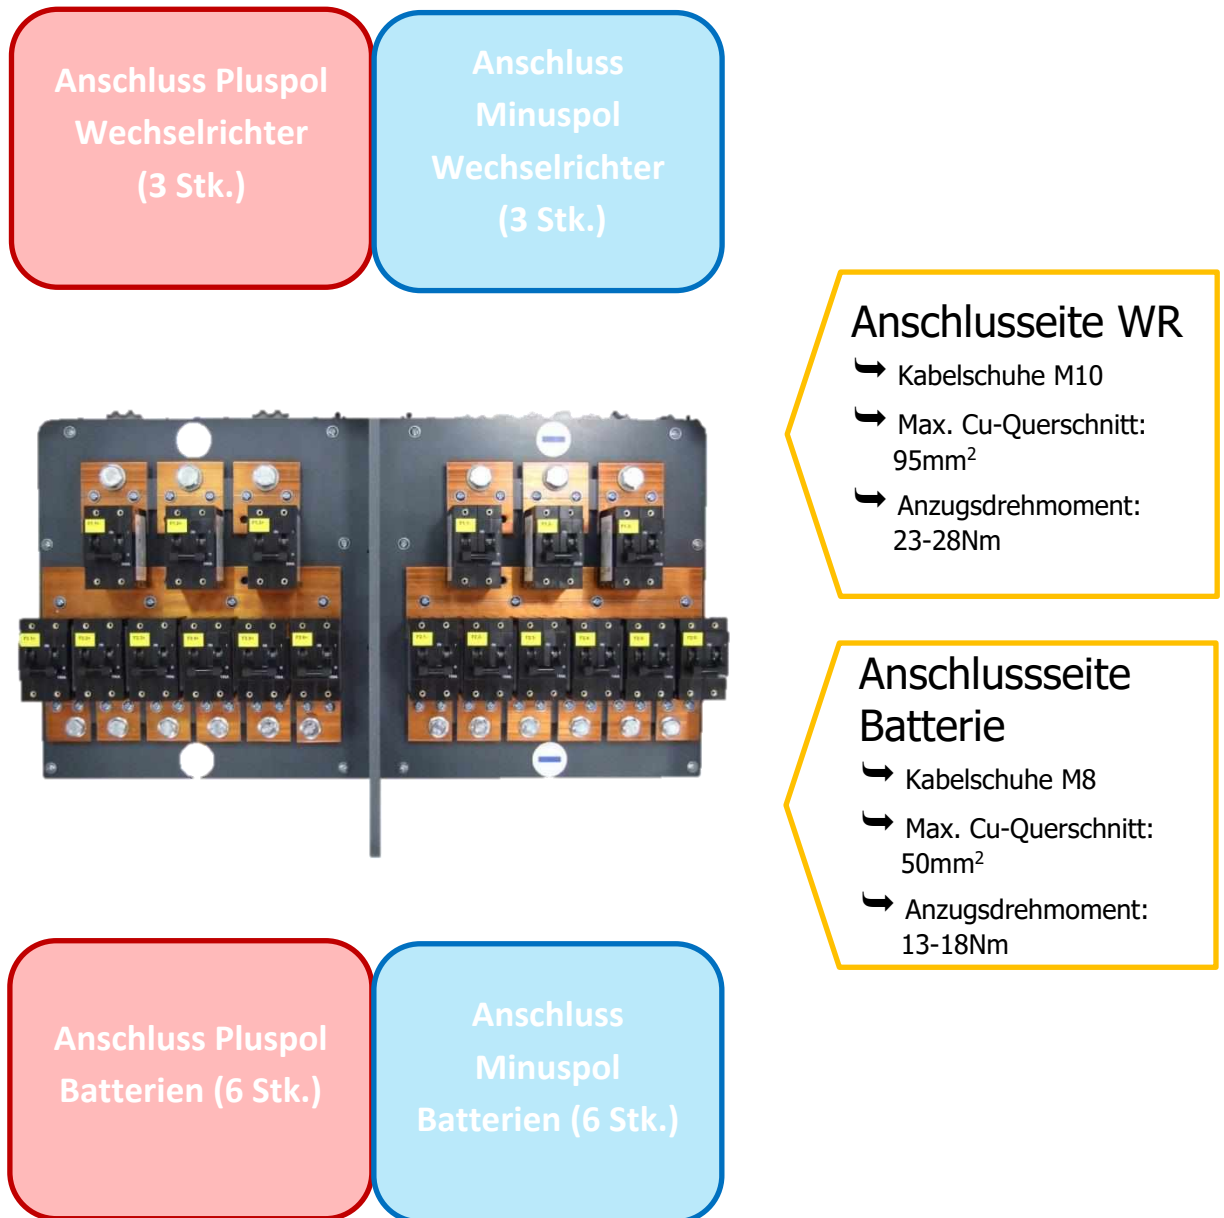 Anschluss Pluspol
Wechselrichter
(3 Stk.)
Anschluss
Minuspol
Wechselrichter
(3 Stk.)
Anschlusseite WR
Kabelschuhe M10
Max. Cu-Querschnitt:
95mm²
Anzugsdrehmoment:
23-28Nm
Anschlussseite
Batterie
Kabelschuhe M8
Max. Cu-Querschnitt:
50mm²
Anzugsdrehmoment:
13-18Nm
Anschluss Pluspol
Batterien (6 Stk.)
Anschluss
Minuspol
Batterien (6 Stk.)